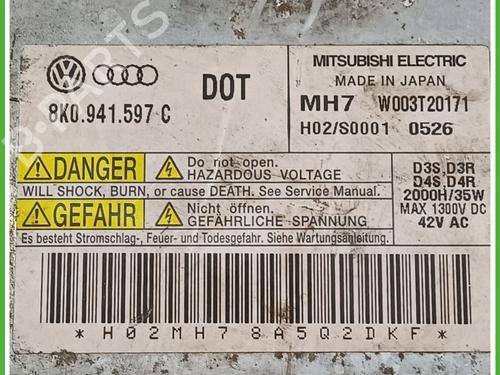 DOT
8K0.941.597 C
MITSUBISHI ELECTRIC
MADE IN JAPAN
MH7 W003T20171
H02/S0001 0526
DANGER
Do not open.
HAZARDOUS VOLTAGE
WILL SHOCK, BURN, or cause DEATH. See Service Manual.
GEFAHR
Nicht öffnen.
GEFÄHRLICHE SPANNUNG
Es besteht Stromschlag-, Feuer- und Todesgefahr. Siehe Wartungsanleitung.
D3S,D3R
D4S,D4R
2000H/35W
MAX 1300V DC
42V AC
*H02MH78A5Q2DKF*
B-PARTS